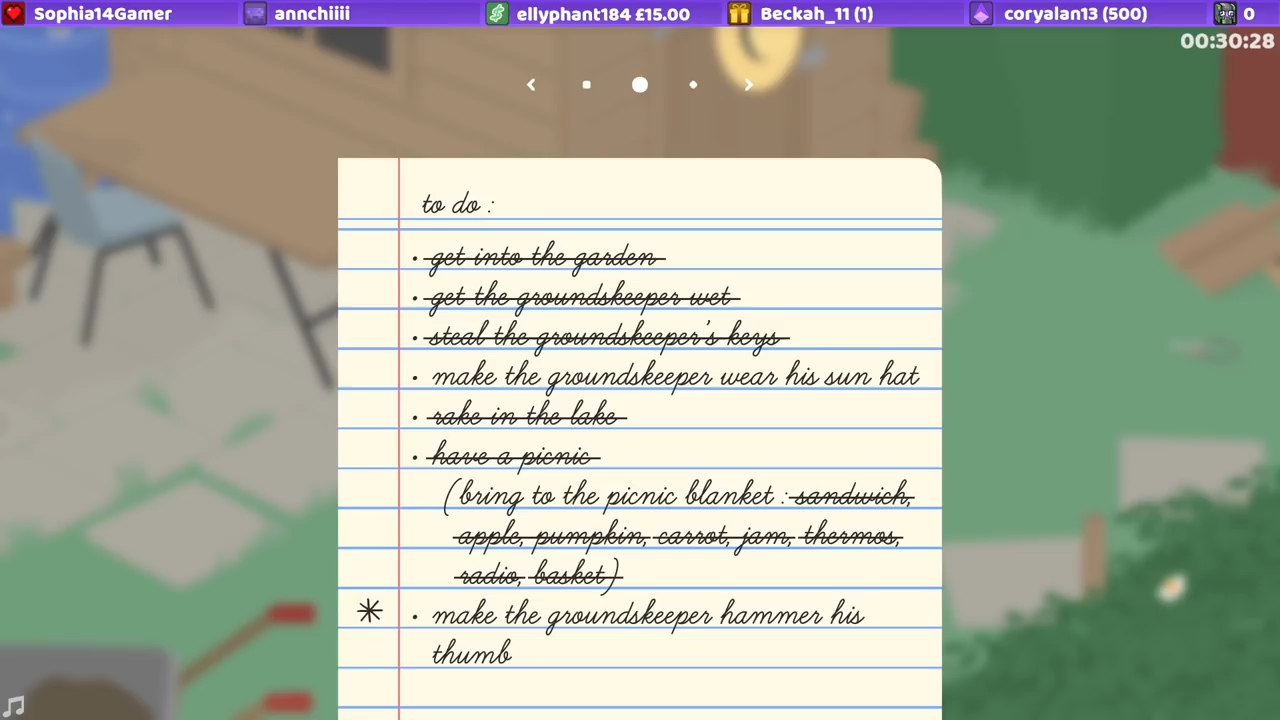 Sophia14Gamer annchiiii ellyphant184 £15.00 Beckah_11 (1) coryalan13 (500) 0
00:30:28
to do :
• get into the garden
• get the groundskeeper wet
• steal the groundskeeper's keys
• make the groundskeeper wear his sun hat
• rake in the lake
• have a picnic
(bring to the picnic blanket : sandwich,
apple, pumpkin, carrot, jam, thermos,
radio, basket)
• make the groundskeeper hammer his
thumb